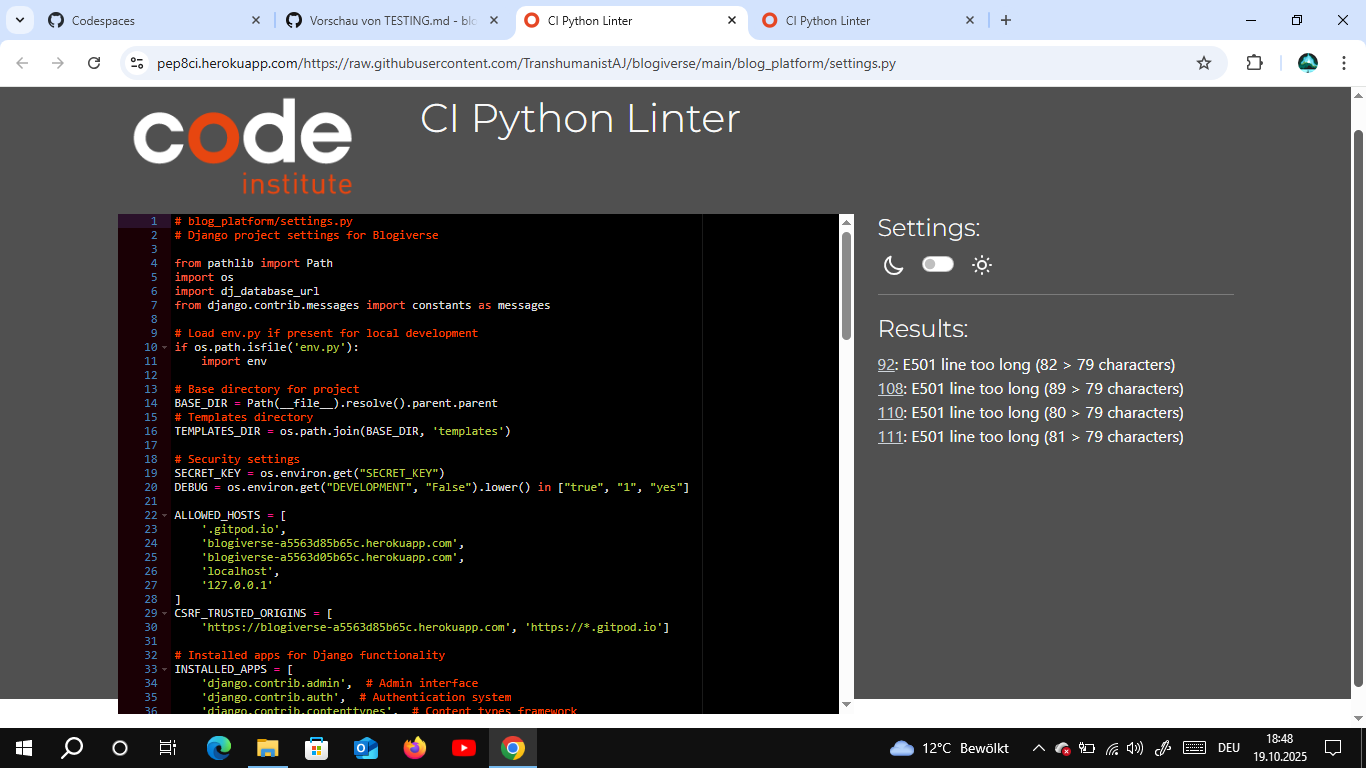 Codespaces
Vorschau von TESTING.md - blo
CI Python Linter
CI Python Linter
pep8ci.herokuapp.com/https://raw.githubusercontent.com/TranshumanistAJ/blogiverse/main/blog_platform/settings.py
code
institute
CI Python Linter
1 # blog_platform/settings.py
2 # Django project settings for Blogiverse
3
4 from pathlib import Path
5 import os
6 import dj_database_url
7 from django.contrib.messages import constants as messages
8
9 # Load env.py if present for local development
10 if os.path.isfile('env.py'):
11     import env
12
13 # Base directory for project
14 BASE_DIR = Path(__file__).resolve().parent.parent
15 # Templates directory
16 TEMPLATES_DIR = os.path.join(BASE_DIR, 'templates')
17
18 # Security settings
19 SECRET_KEY = os.environ.get("SECRET_KEY")
20 DEBUG = os.environ.get("DEVELOPMENT", "False").lower() in ["true", "1", "yes"]
21
22 ALLOWED_HOSTS = [
23     '.gitpod.io',
24     'blogiverse-a5563d85b65c.herokuapp.com',
25     'blogiverse-a5563d05b65c.herokuapp.com',
26     'localhost',
27     '127.0.0.1'
28 ]
29 CSRF_TRUSTED_ORIGINS = [
30     'https://blogiverse-a5563d85b65c.herokuapp.com', 'https://*.gitpod.io']
31
32 # Installed apps for Django functionality
33 INSTALLED_APPS = [
34     'django.contrib.admin',  # Admin interface
35     'django.contrib.auth',  # Authentication system
36     'django.contrib.contenttypes',  # Content types framework
Settings:
Results:
92: E501 line too long (82 > 79 characters)
108: E501 line too long (89 > 79 characters)
110: E501 line too long (80 > 79 characters)
111: E501 line too long (81 > 79 characters)
12°C Bewölkt
DEU
18:48
19.10.2025